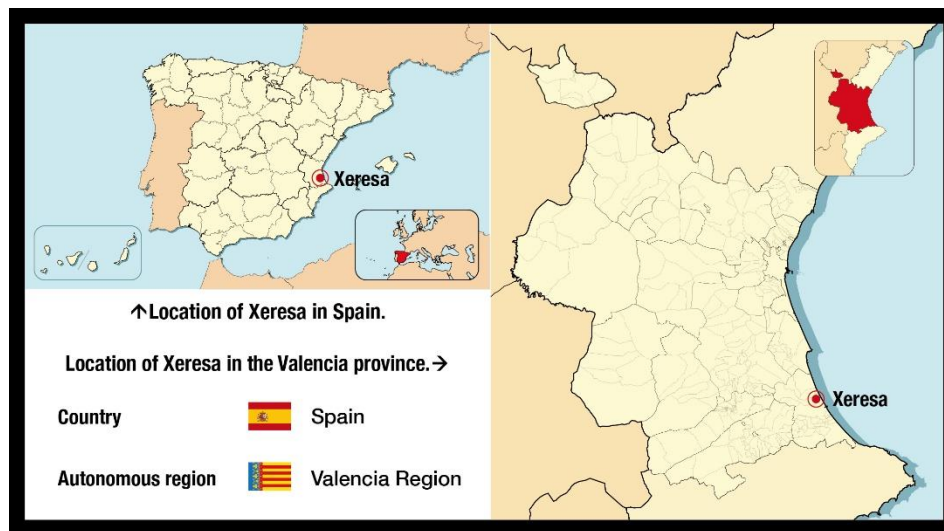 Xeresa
↑Location of Xeresa in Spain.
Location of Xeresa in the Valencia province.→
Country Spain
Autonomous region Valencia Region
Xeresa